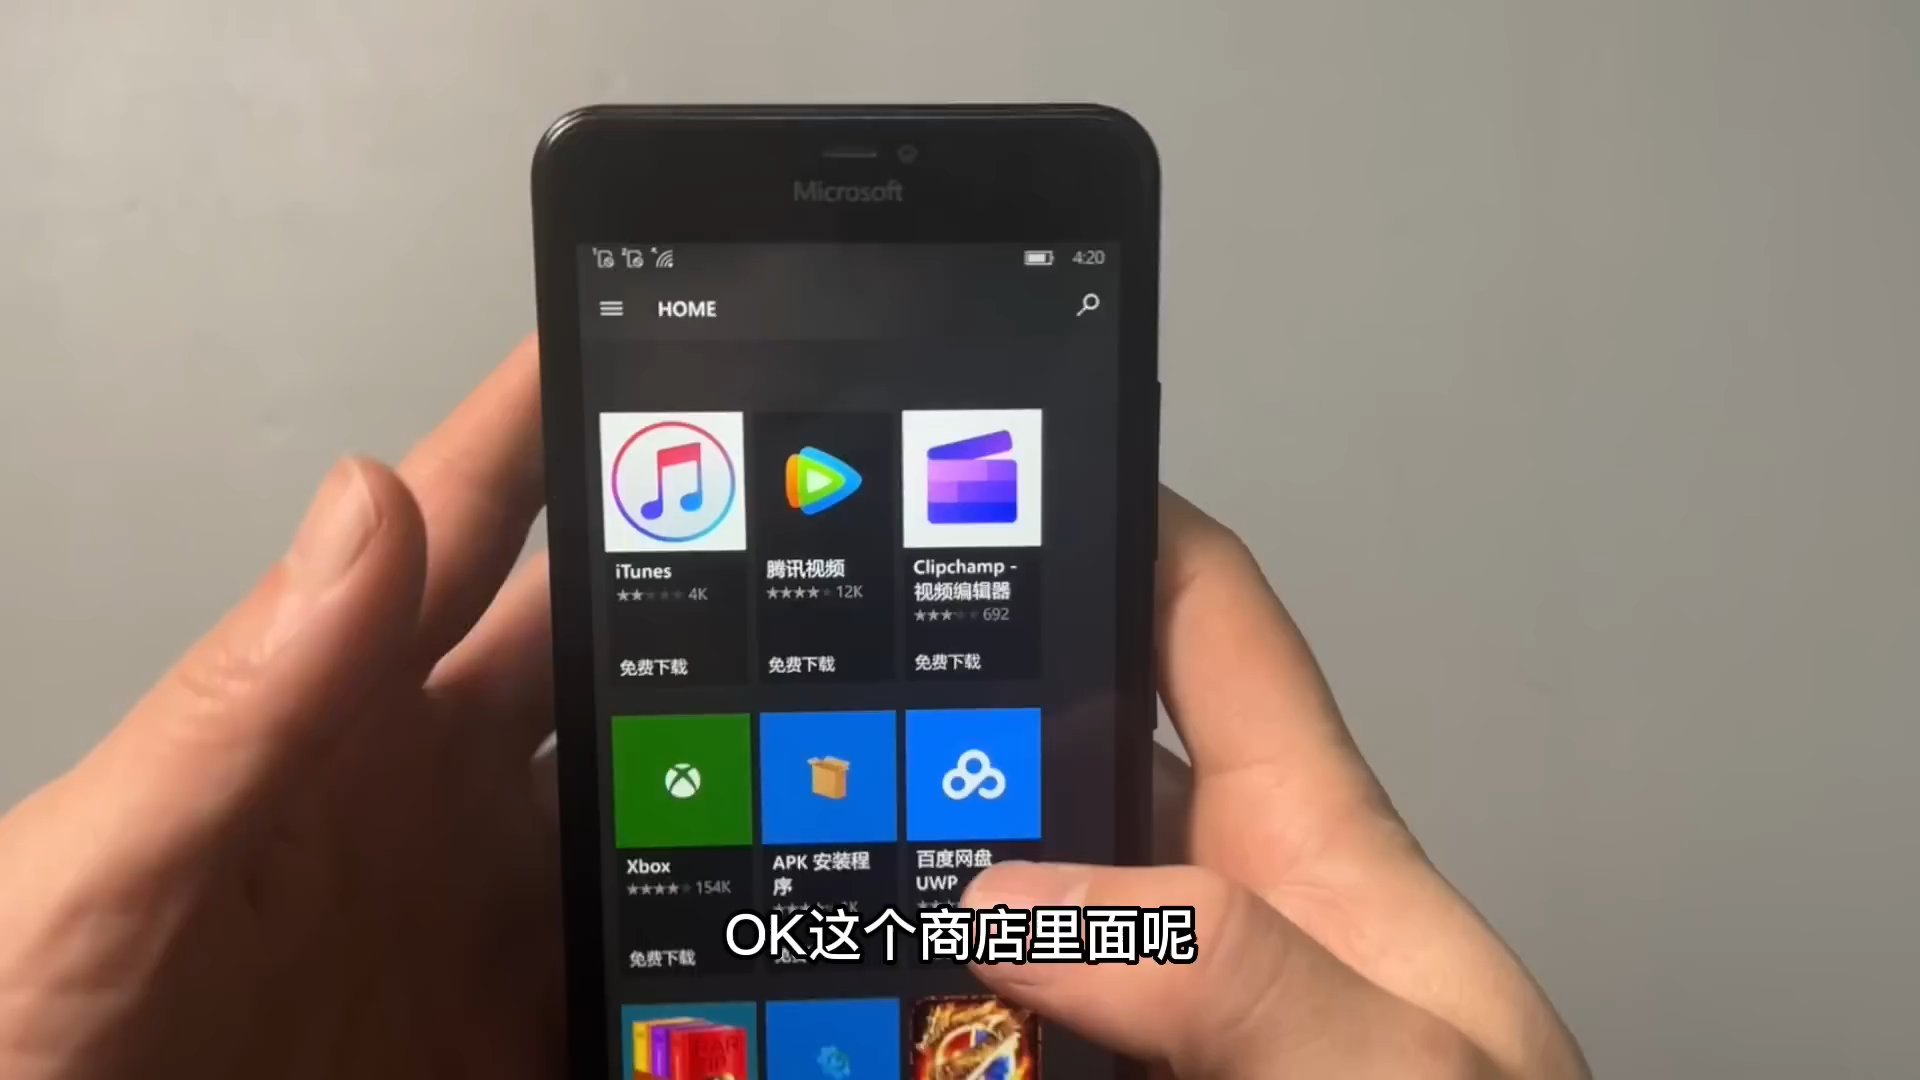 Microsoft
4:20
HOME
iTunes
4K
腾讯视频
12K
Clipchamp -
视频编辑器
692
免费下载
免费下载
免费下载
Xbox
154K
APK 安装程
序
百度网盘
UWP
免费下载
OK这个商店里面呢